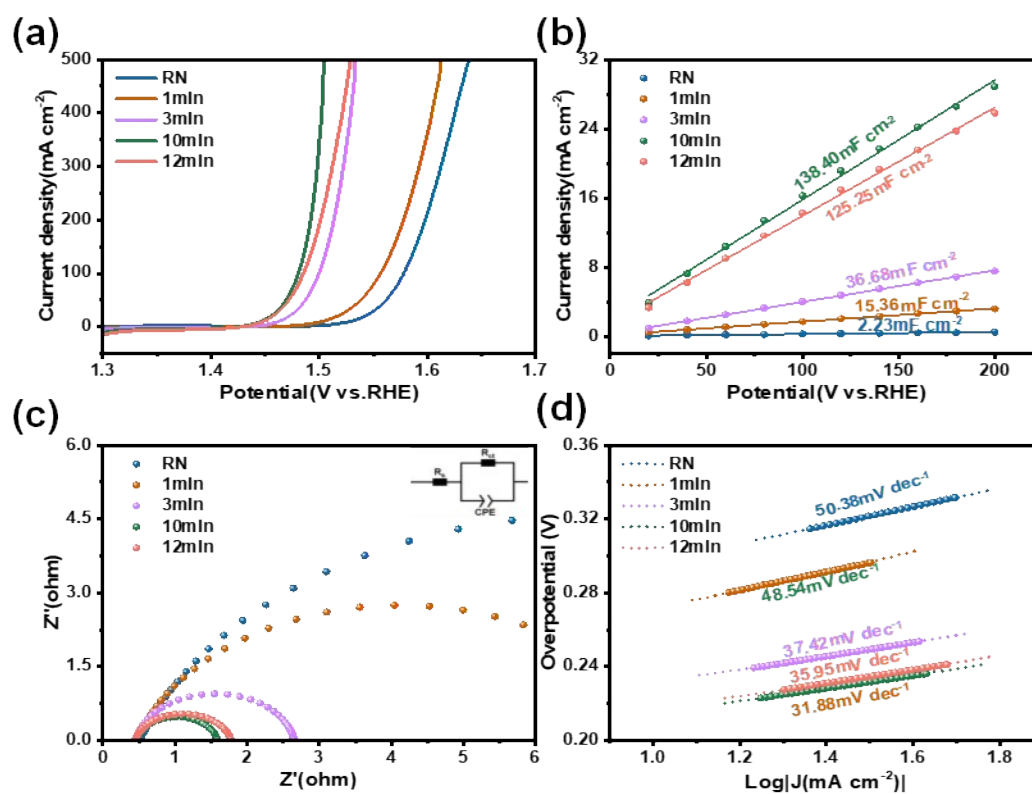 (a)
500
400
300
200
100
0
1.3
1.4
1.5
1.6
1.7
Current density(mA cm⁻²)
Potential(V vs.RHE)
RN
1mIn
3mIn
10mIn
12mIn
(b)
32
24
16
8
0
50
100
150
200
Current density(mA cm⁻²)
Potential(V vs.RHE)
RN
1mIn
3mIn
10mIn
12mIn
138.40mF cm⁻²
125.25mF cm⁻²
36.68mF cm⁻²
15.36mF cm⁻²
2.23mF cm⁻²
(c)
6.0
4.5
3.0
1.5
0.0
0
1
2
3
4
5
6
Z''(ohm)
Z'(ohm)
RN
1mIn
3mIn
10mIn
12mIn
CPE
(d)
0.36
0.32
0.28
0.24
0.20
1.0
1.2
1.4
1.6
1.8
Overpotential (V)
Log|J(mA cm⁻²)|
RN
1mIn
3mIn
10mIn
12mIn
50.38mV dec⁻¹
48.54mV dec⁻¹
37.42mV dec⁻¹
35.95mV dec⁻¹
31.88mV dec⁻¹